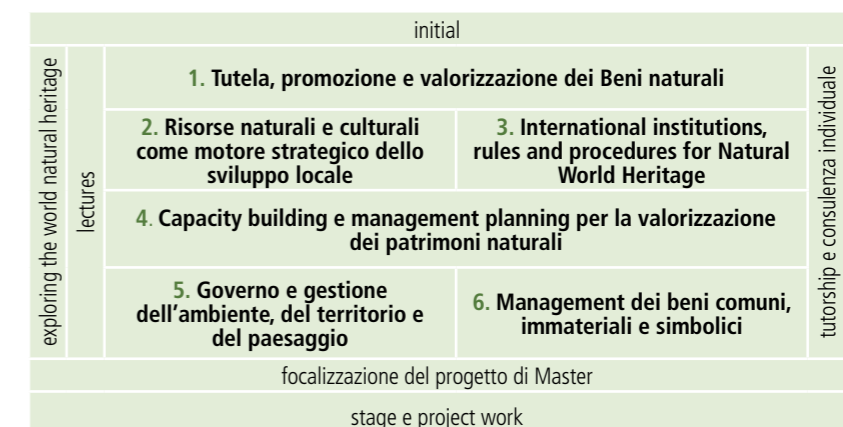 initial
exploring the world natural heritage
lectures
1. Tutela, promozione e valorizzazione dei Beni naturali
2. Risorse naturali e culturali
come motore strategico dello
sviluppo locale
3. International institutions,
rules and procedures for Natural
World Heritage
4. Capacity building e management planning per la valorizzazione
dei patrimoni naturali
5. Governo e gestione
dell'ambiente, del territorio e
del paesaggio
6. Management dei beni comuni,
immateriali e simbolici
tutorship e consulenza individuale
focalizzazione del progetto di Master
stage e project work